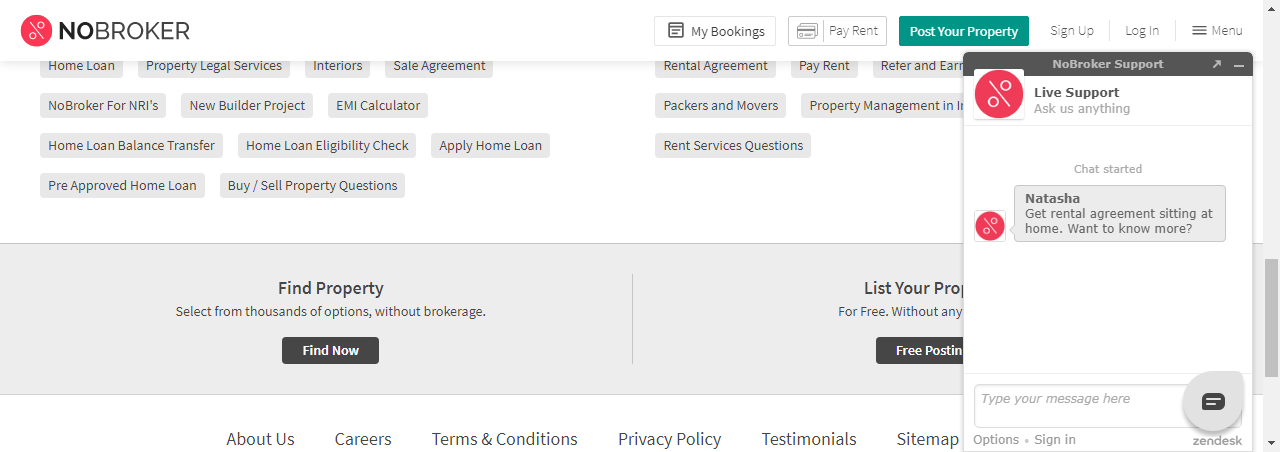 NOBROKER
My Bookings
Pay Rent
Post Your Property
Sign Up
Log In
Menu
Home Loan
Property Legal Services
Interiors
Sale Agreement
Rental Agreement
Pay Rent
Refer and Earn
NoBroker For NRI's
New Builder Project
EMI Calculator
Packers and Movers
Property Management in
Home Loan Balance Transfer
Home Loan Eligibility Check
Apply Home Loan
Rent Services Questions
Pre Approved Home Loan
Buy / Sell Property Questions
Find Property
Select from thousands of options, without brokerage.
Find Now
List Your
For Free. Without any
Free
About Us
Careers
Terms & Conditions
Privacy Policy
Testimonials
Sitemap
NoBroker Support
Live Support
Ask us anything
Chat started
Natasha
Get rental agreement sitting at
home. Want to know more?
Type your message here
Options • Sign in
zendesk